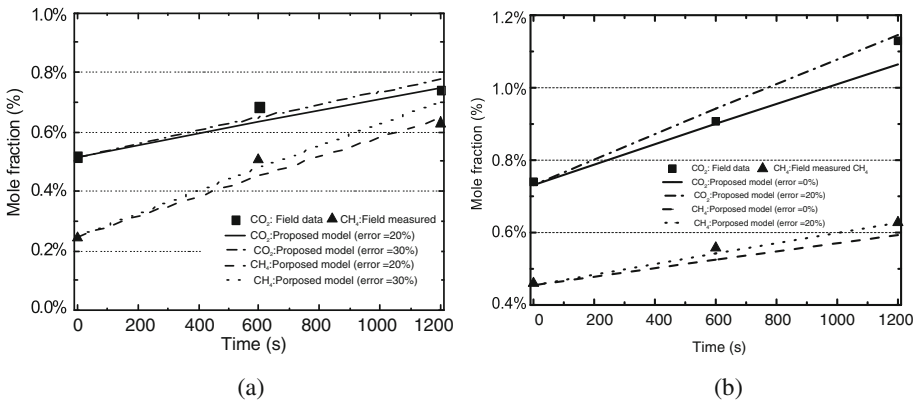 1.0%
0.8%
0.6%
0.4%
0.2%
0.0%
Mole fraction (%)
CO₂: Field data CH₄:Field measured
CO₂:Proposed model (error =20%)
CO₂:Proposed model (error =30%)
CH₄:Porposed model (error =20%)
CH₄:Porposed model (error =30%)
0 200 400 600 800 1000 1200
Time (s)
(a)
1.2%
1.0%
0.8%
0.6%
0.4%
Mole fraction (%)
CO₂: Field data CH₄:Field measured CH₄
CO₂:Proposed model (error =0%)
CO₂:Proposed model (error =20%)
CH₄:Porposed model (error =0%)
CH₄:Porposed model (error =20%)
0 200 400 600 800 1000 1200
Time (s)
(b)